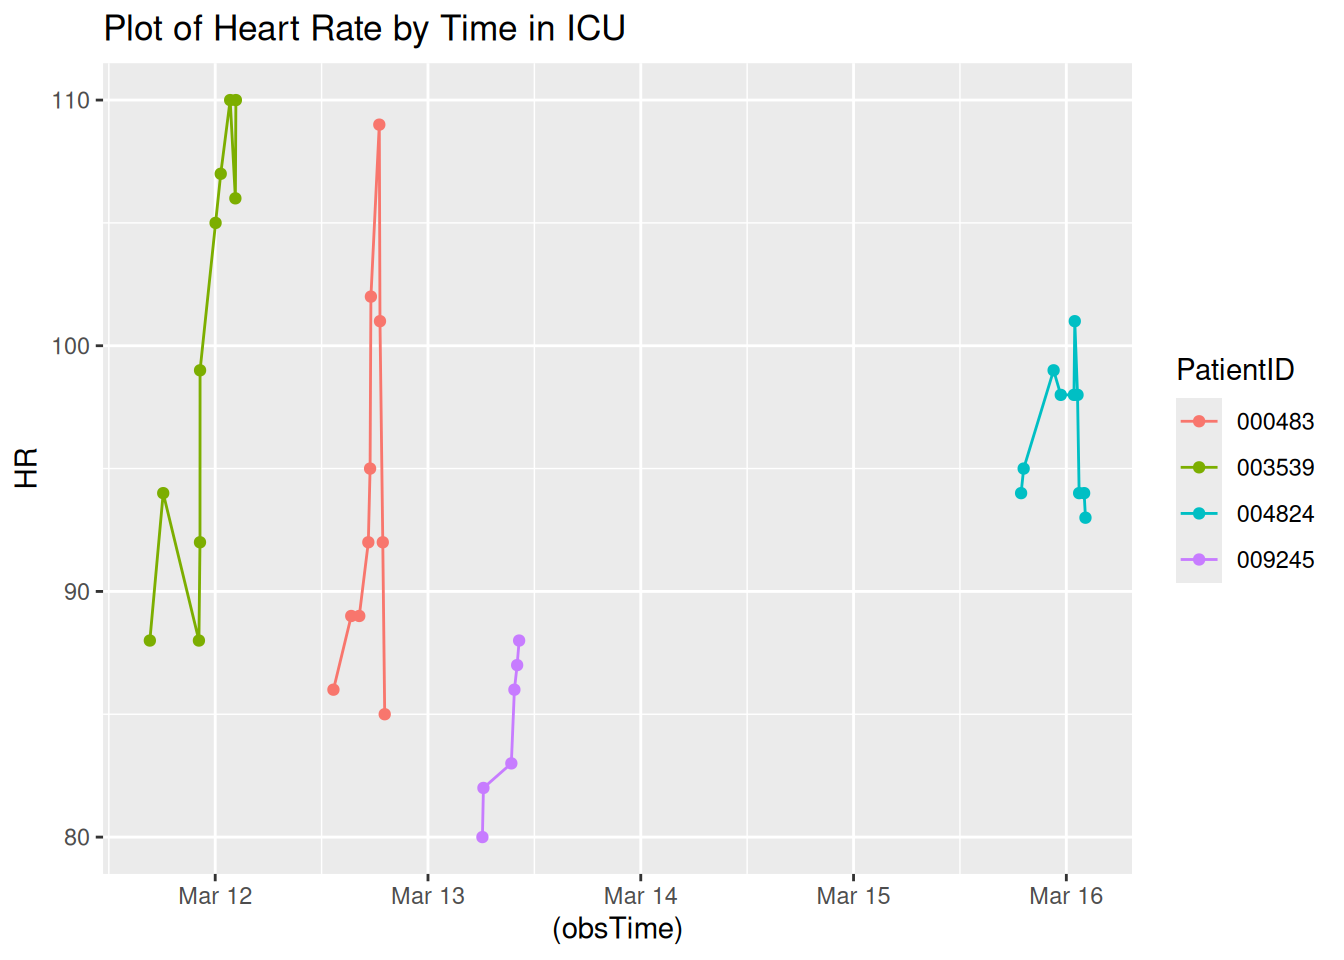 Plot of Heart Rate by Time in ICU
110
100
90
80
HR
Mar 12
Mar 13
Mar 14
Mar 15
Mar 16
(obsTime)
PatientID
000483
003539
004824
009245